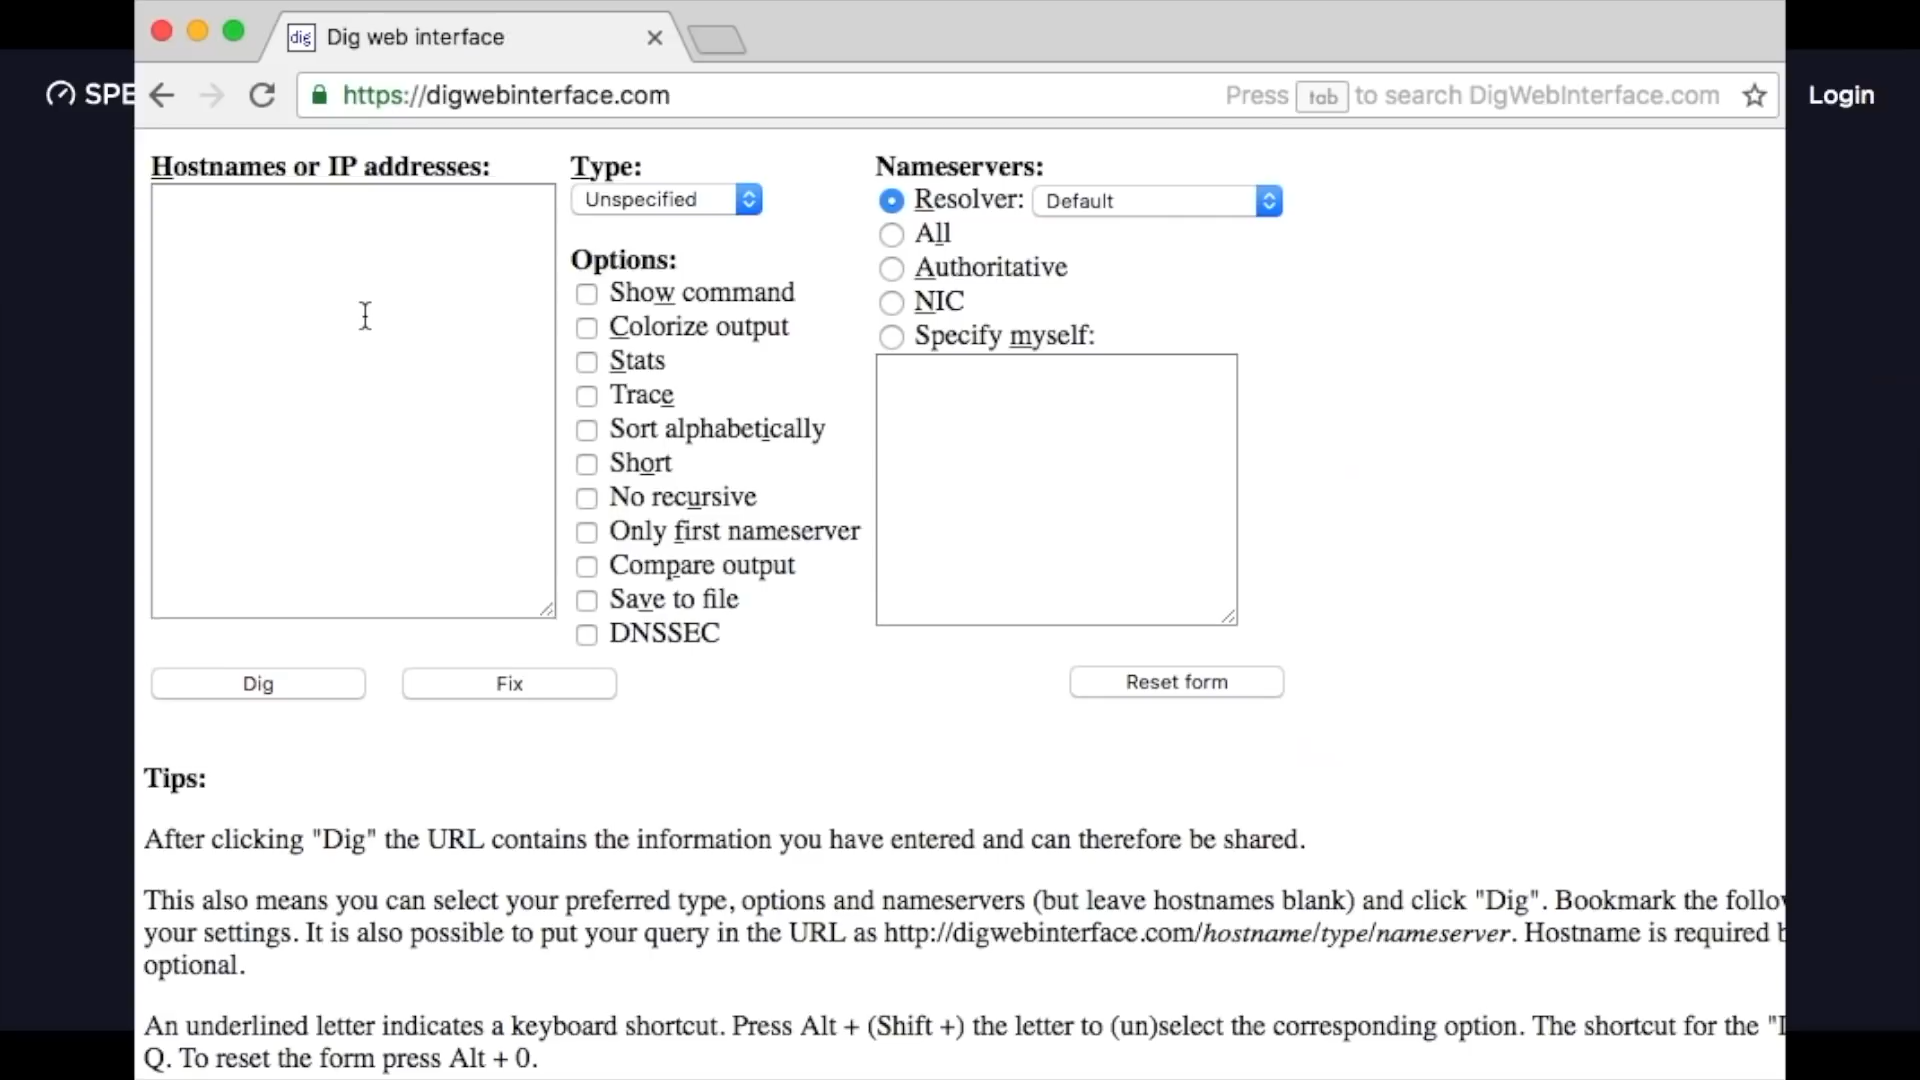 dig Dig web interface
SPE
https://digwebinterface.com Press tab to search DigWebInterface.com
Login
Hostnames or IP addresses:
Type:
Unspecified
Options:
Show command
Colorize output
Stats
Trace
Sort alphabetically
Short
No recursive
Only first nameserver
Compare output
Save to file
DNSSEC
Nameservers:
Resolver: Default
All
Authoritative
NIC
Specify myself:
Dig Fix Reset form
Tips:
After clicking "Dig" the URL contains the information you have entered and can therefore be shared.
This also means you can select your preferred type, options and nameservers (but leave hostnames blank) and click "Dig". Bookmark the follo
your settings. It is also possible to put your query in the URL as http://digwebinterface.com/hostname/type/nameserver. Hostname is required
optional.
An underlined letter indicates a keyboard shortcut. Press Alt + (Shift +) the letter to (un)select the corresponding option. The shortcut for the "
Q. To reset the form press Alt + 0.